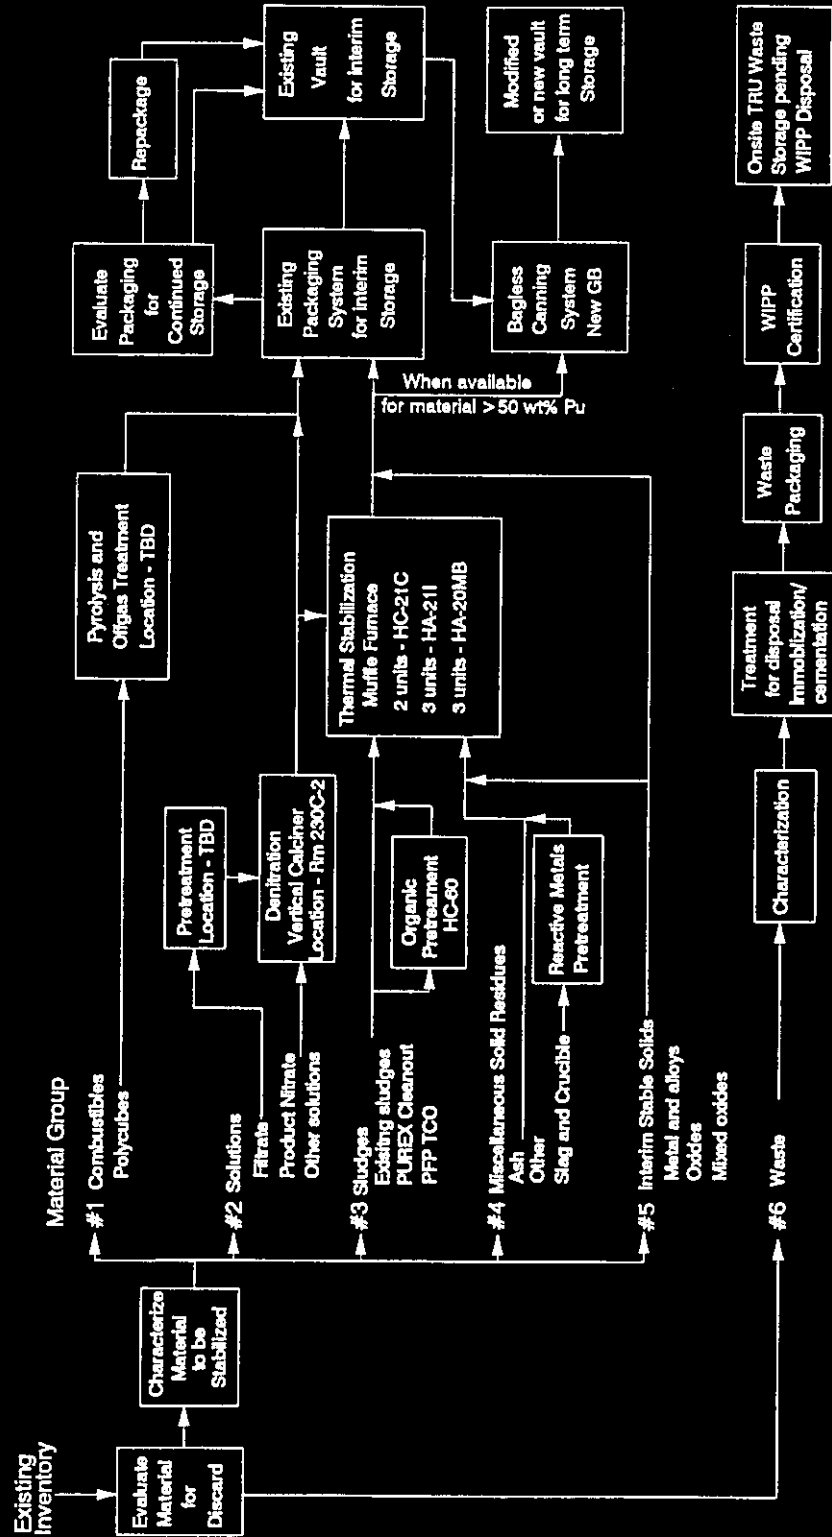 Existing
Inventory
Evaluate
Material
for
Discard
Characterize
Material
to be
Stabilized
Material Group
#1 Combustibles
Polycubes
#2 Solutions
Filtrate
Product Nitrate
Other solutions
#3 Sludges
Existing sludges
PUREX Cleanout
PFP TCO
#4 Miscellaneous Solid Residues
Ash
Other
Slag and Crucible
#5 Interim Stable Solids
Metal and alloys
Oxides
Mixed oxides
#6 Waste
Pretreatment
Location - TBD
Denitration
Vertical Calciner
Location - Rm 230C-2
Organic
Pretreament
HC-60
Reactive Metals
Pretreatment
Pyrolysis and
Offgas Treatment
Location - TBD
Thermal Stabilization
Muffle Furnace
2 units - HC-21C
3 units - HA-21I
3 units - HA-20MB
When available
for material >50 wt% Pu
Evaluate
Packaging
for
Continued
Storage
Repackage
Existing
Packaging
System
for interim
Storage
Existing
Vault
for interim
Storage
Bagless
Canning
System
New GB
Modified
or new vault
for long term
Storage
Characterization
Treatment
for disposal
Immoblization/
cementation
Waste
Packaging
WIPP
Certification
Onsite TRU Waste
Storage pending
WIPP Disposal